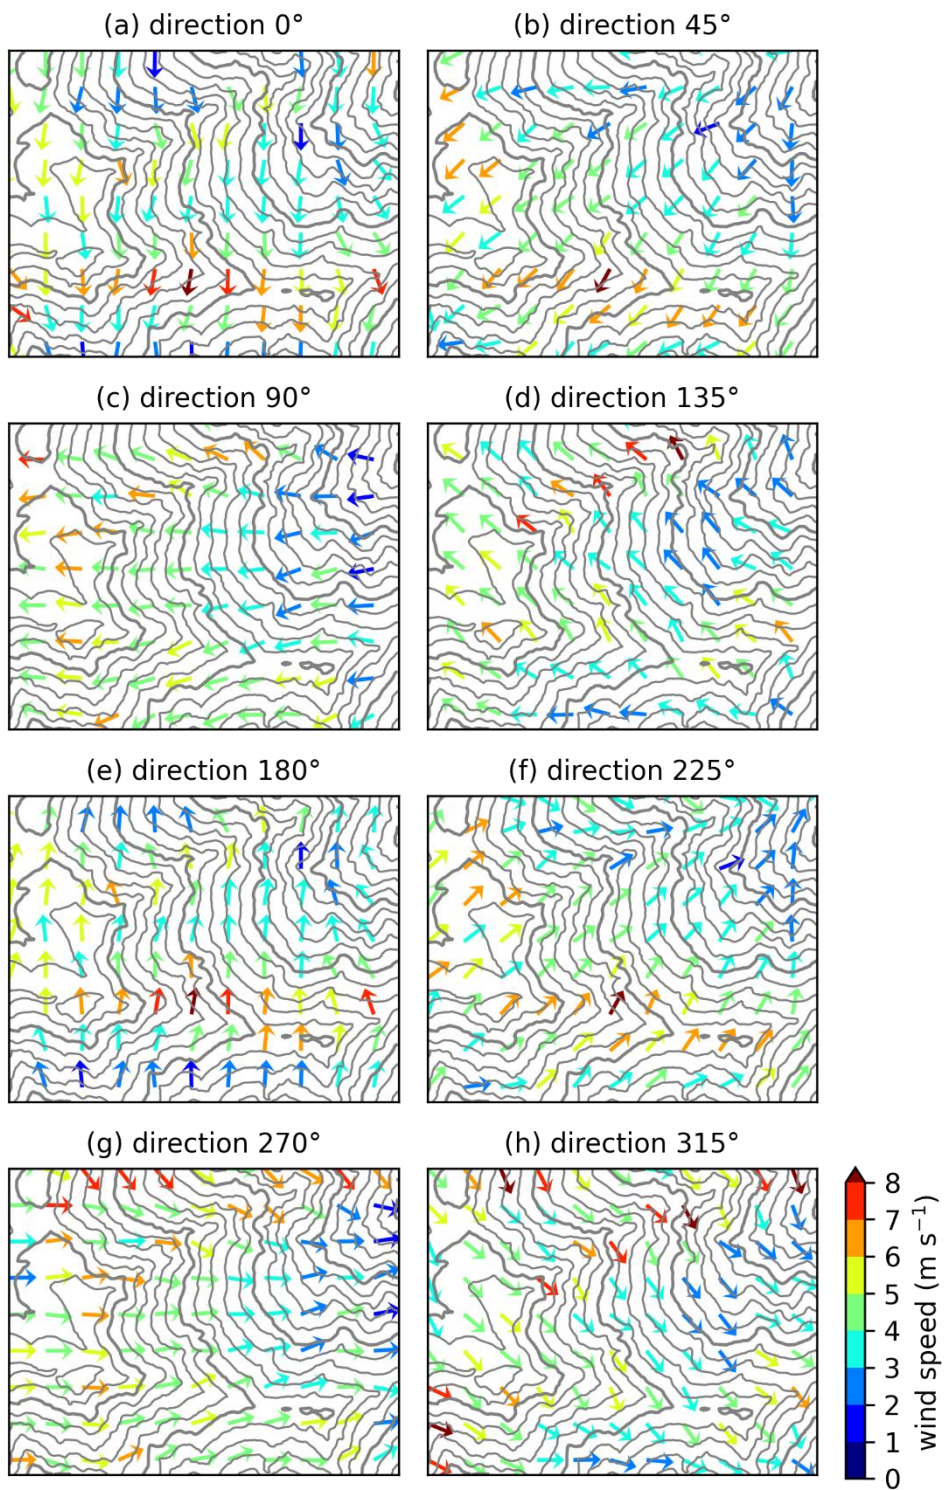 (a) direction 0°
(b) direction 45°
(c) direction 90°
(d) direction 135°
(e) direction 180°
(f) direction 225°
(g) direction 270°
(h) direction 315°
8
7
6
5
4
3
2
1
0
wind speed (m s⁻¹)